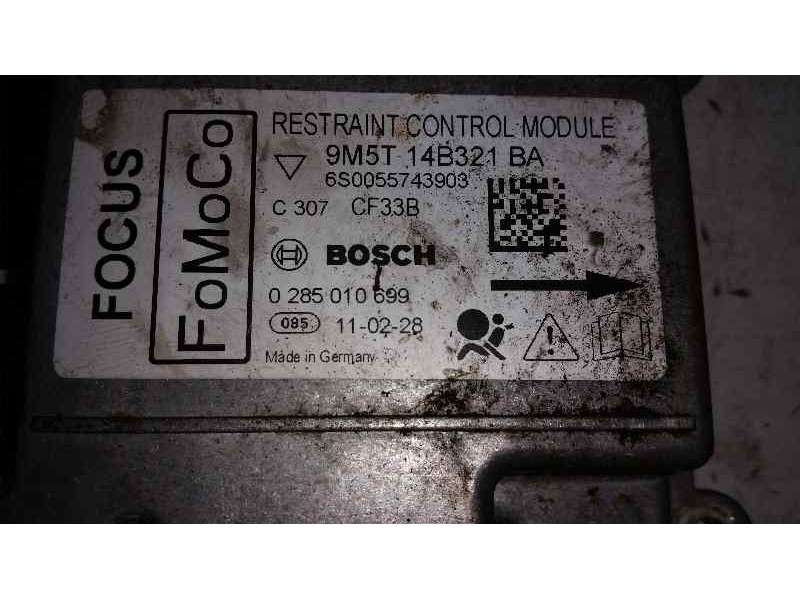 FOCUS
FoMoCo
RESTRAINT CONTROL MODULE
9M5T 14B321 BA
6S0055743903
C 307 CF33B
BOSCH
0 285 010 699
085 11-02-28
Made in Germany